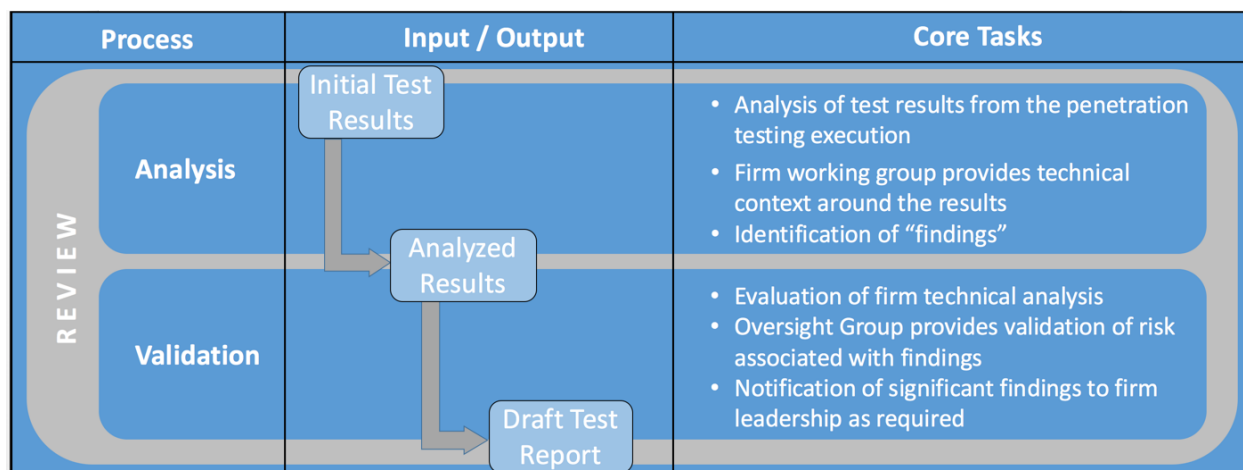 Process
Input / Output
Core Tasks
REVIEW
Analysis
Initial Test
Results
• Analysis of test results from the penetration
testing execution
• Firm working group provides technical
context around the results
• Identification of “findings”
Analyzed
Results
Validation
• Evaluation of firm technical analysis
• Oversight Group provides validation of risk
associated with findings
• Notification of significant findings to firm
leadership as required
Draft Test
Report